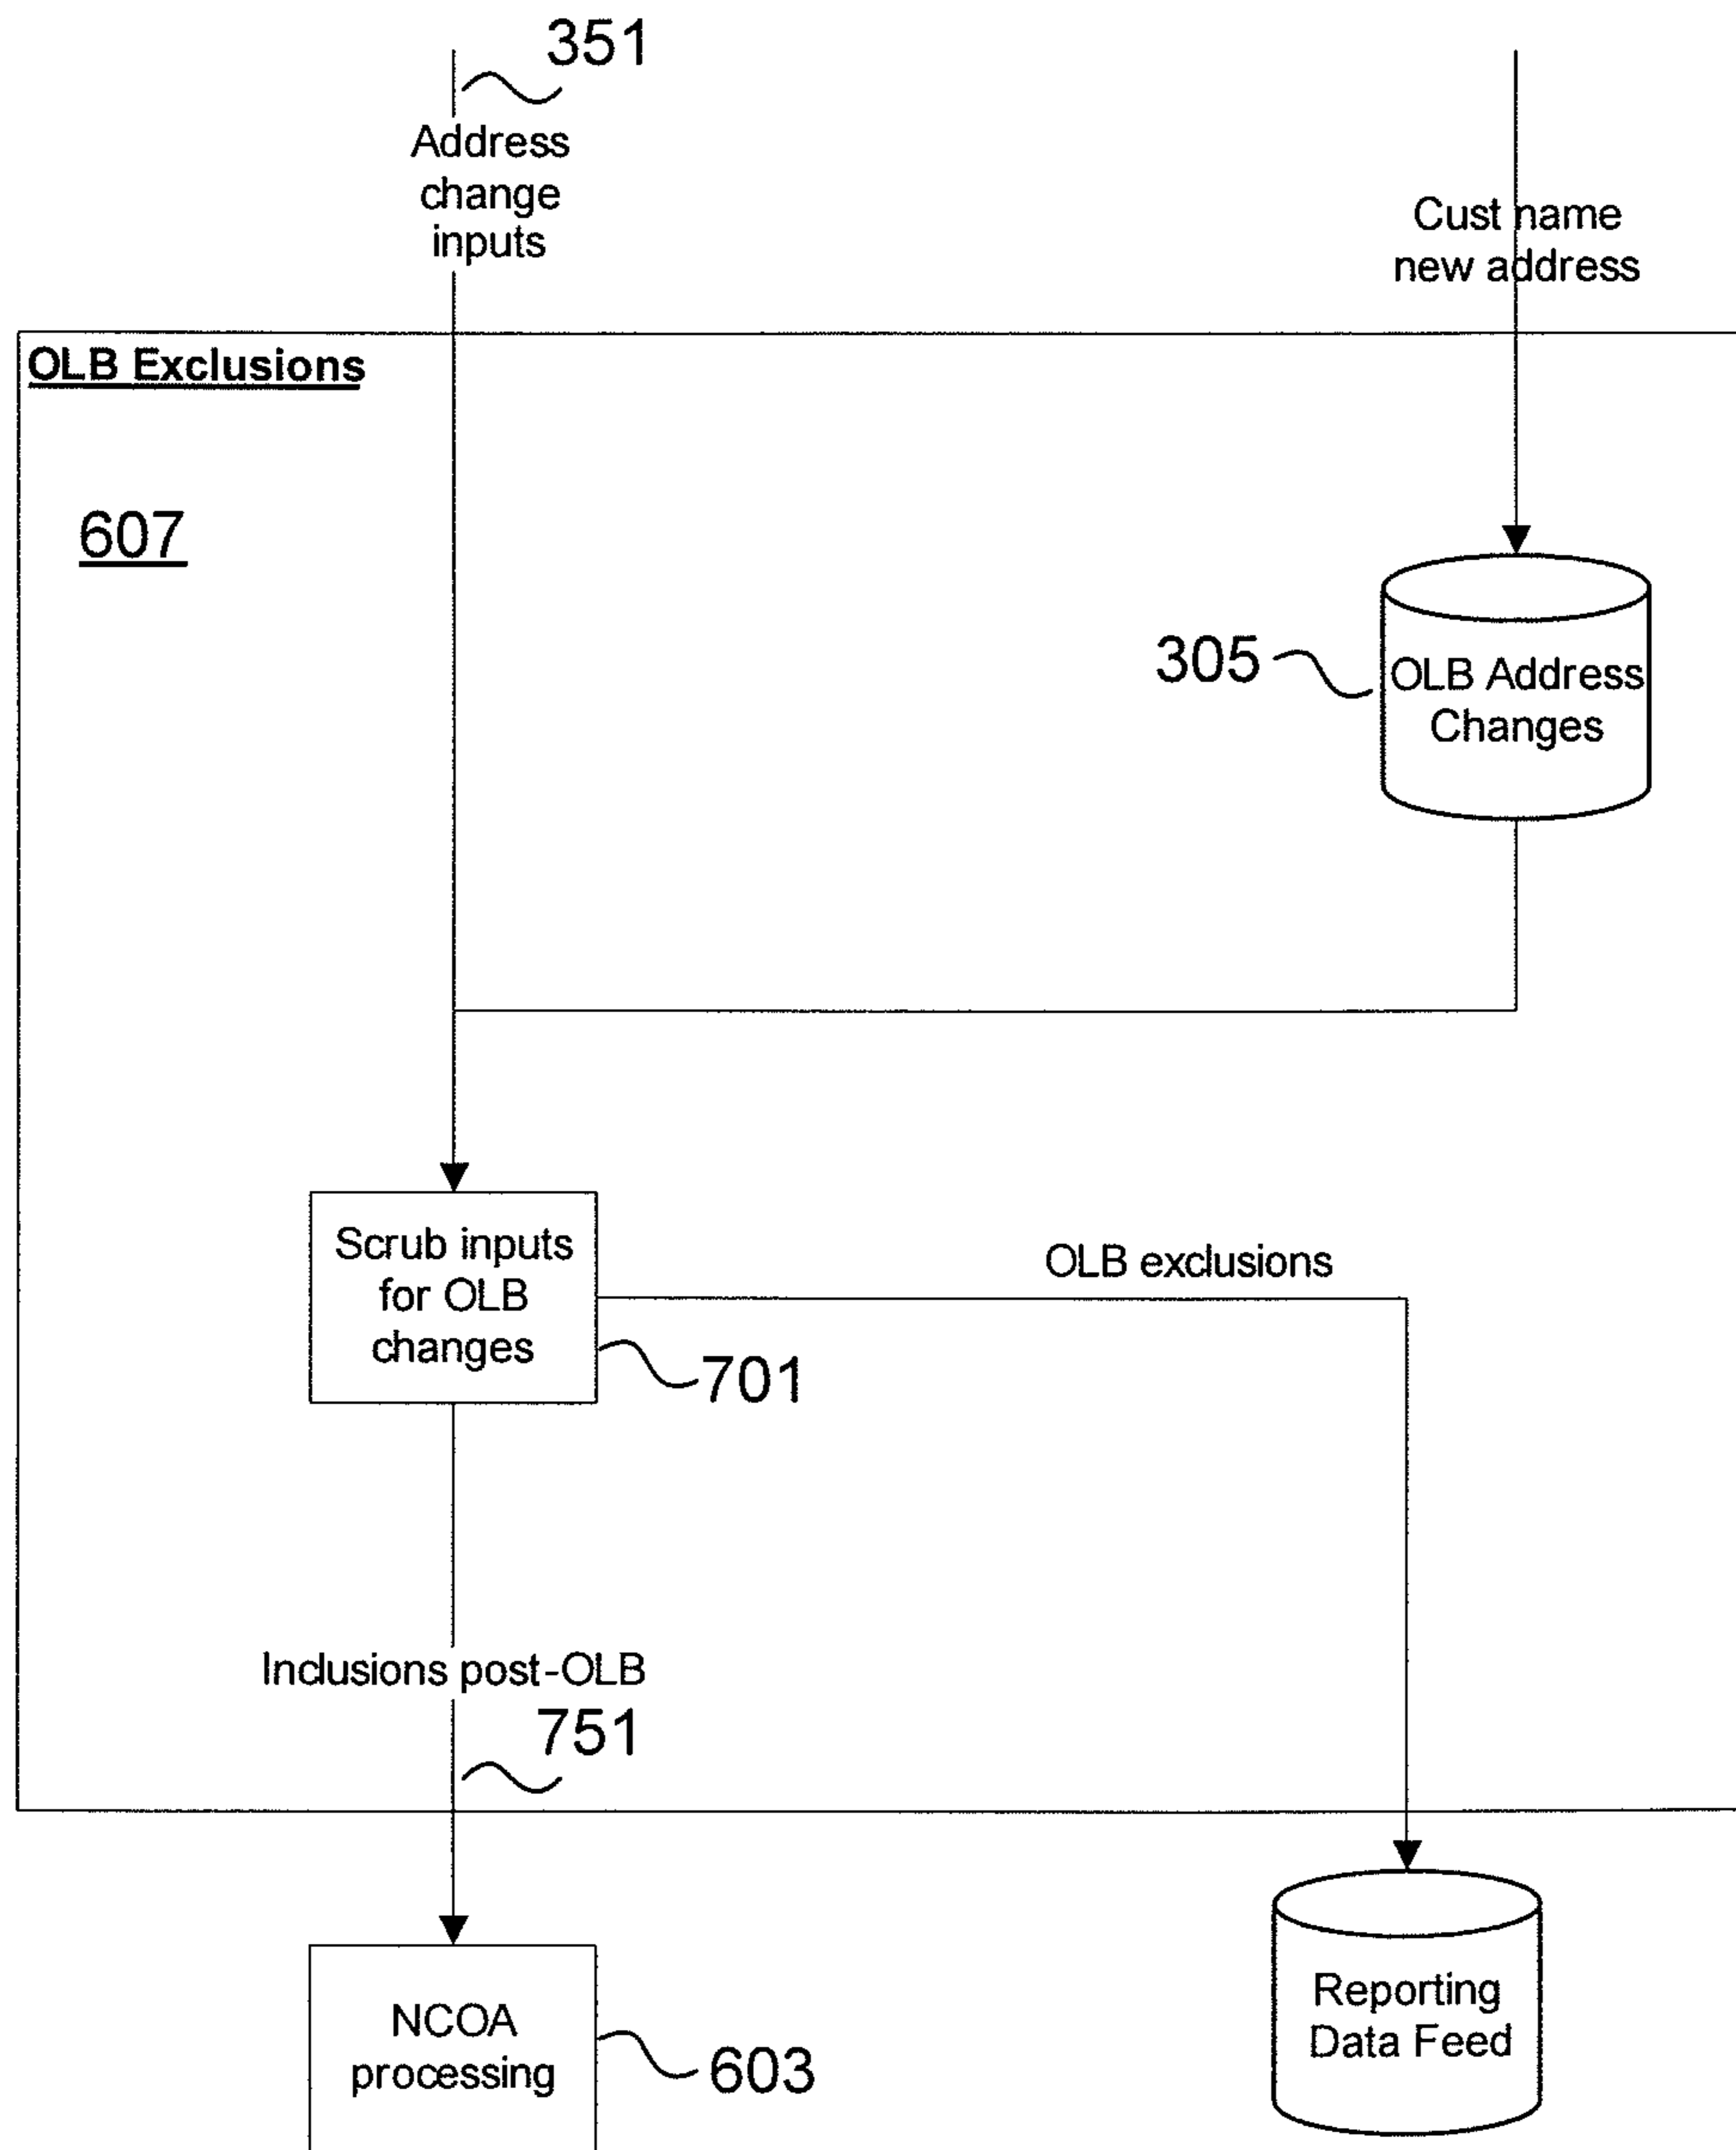 351
Address
change
inputs
Cust name
new address
OLB Exclusions
607
305
OLB Address
Changes
Scrub inputs
for OLB
changes
701
OLB exclusions
Inclusions post-OLB
751
NCOA
processing
603
Reporting
Data Feed